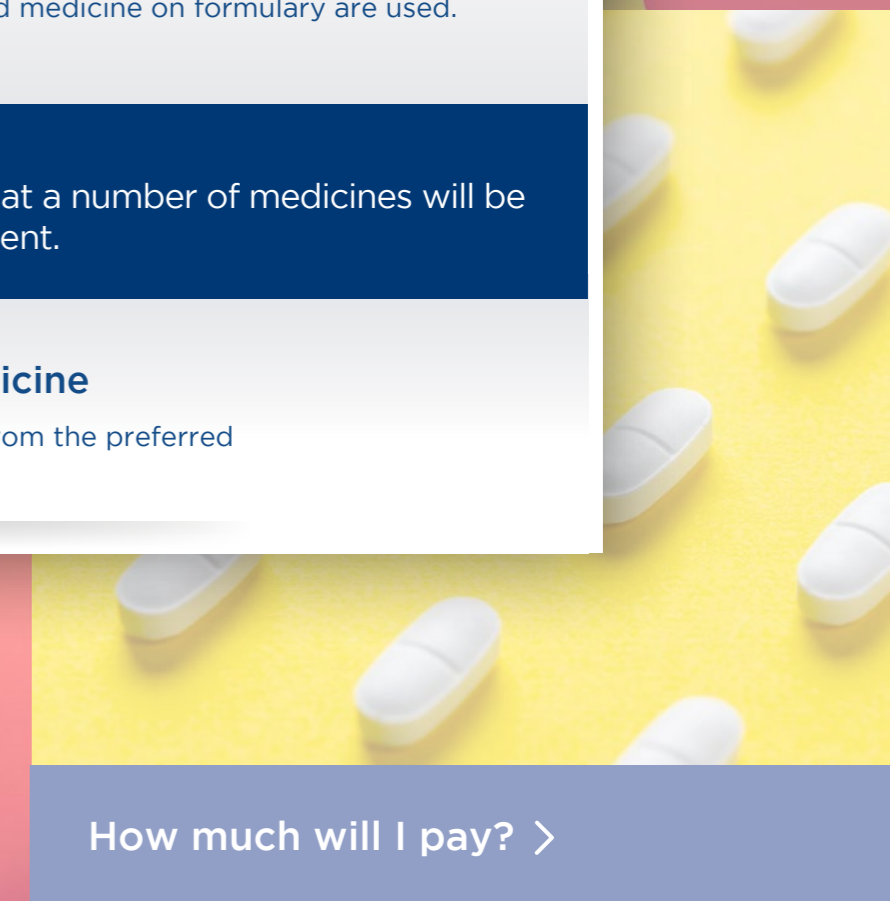 medicine on formulary are used.
at a number of medicines will be
ent.
icine
om the preferred
How much will I pay? >